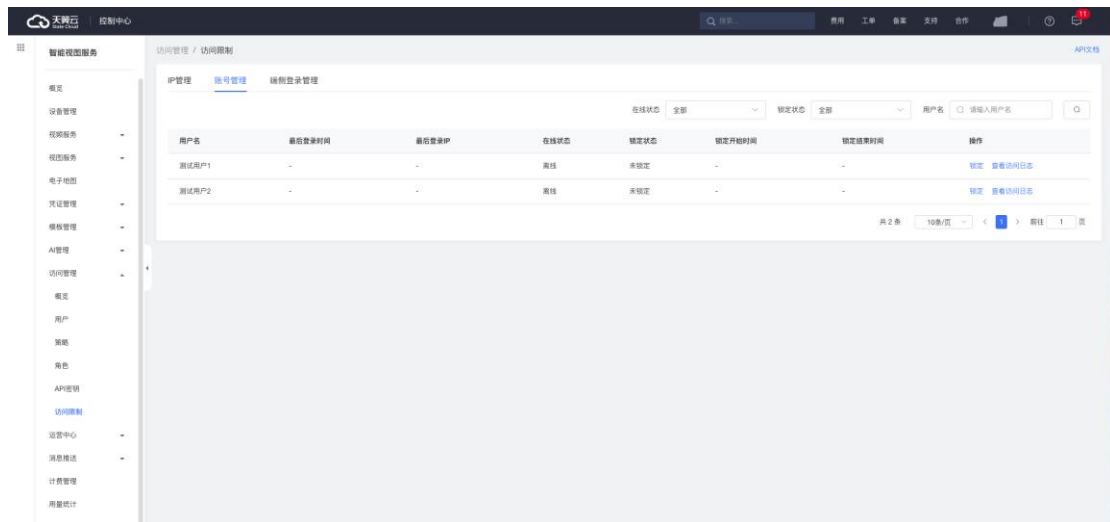 天翼云 控制中心 搜索... 费用 工单 备案 支持 合作 11
State Cloud
智能视图服务 访问管理 / 访问限制 API文档
概览
设备管理
视频服务
视图服务
电子地图
凭证管理
模板管理
AI管理
访问管理
概览
用户
策略
角色
API密钥
访问限制
运营中心
消息推送
计费管理
用量统计
IP管理 账号管理 端侧登录管理
在线状态 全部 锁定状态 全部 用户名 请输入用户名
用户名 最后登录时间 最后登录IP 在线状态 锁定状态 锁定开始时间 锁定结束时间 操作
测试用户1 - - 离线 未锁定 - - 锁定 查看访问日志
测试用户2 - - 离线 未锁定 - - 锁定 查看访问日志
共 2 条 10条/页 1 前往 1 页